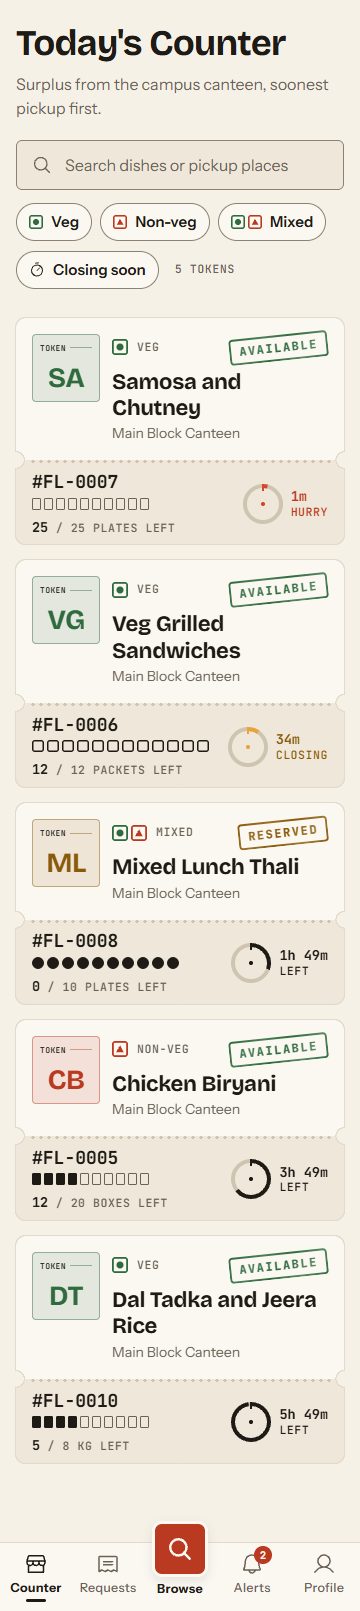 Today's Counter
Surplus from the campus canteen, soonest
pickup first.
Search dishes or pickup places
Veg
Non-veg
Mixed
Closing soon
5 TOKENS
TOKEN
SA
VEG
AVAILABLE
Samosa and
Chutney
Main Block Canteen
#FL-0007
25 / 25 PLATES LEFT
1m
HURRY
TOKEN
VG
VEG
AVAILABLE
Veg Grilled
Sandwiches
Main Block Canteen
#FL-0006
12 / 12 PACKETS LEFT
34m
CLOSING
TOKEN
ML
MIXED
RESERVED
Mixed Lunch Thali
Main Block Canteen
#FL-0008
0 / 10 PLATES LEFT
1h 49m
LEFT
TOKEN
CB
NON-VEG
AVAILABLE
Chicken Biryani
Main Block Canteen
#FL-0005
12 / 20 BOXES LEFT
3h 49m
LEFT
TOKEN
DT
VEG
AVAILABLE
Dal Tadka and Jeera
Rice
Main Block Canteen
#FL-0010
5 / 8 KG LEFT
5h 49m
LEFT
Counter
Requests
Browse
2
Alerts
Profile